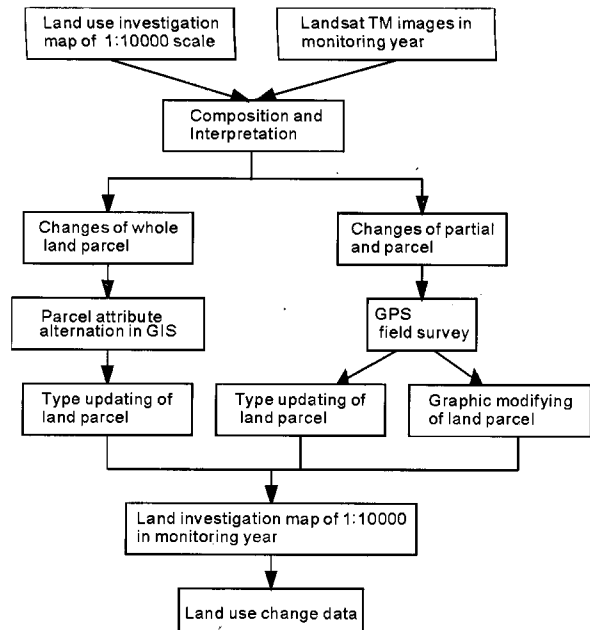 Land use investigation
map of 1:10000 scale
Landsat TM images in
monitoring year
Composition and
Interpretation
Changes of whole
land parcel
Changes of partial
and parcel
Parcel attribute
alternation in GIS
GPS
field survey
Type updating of
land parcel
Type updating of
land parcel
Graphic modifying
of land parcel
Land investigation map of 1:10000
in monitoring year
Land use change data